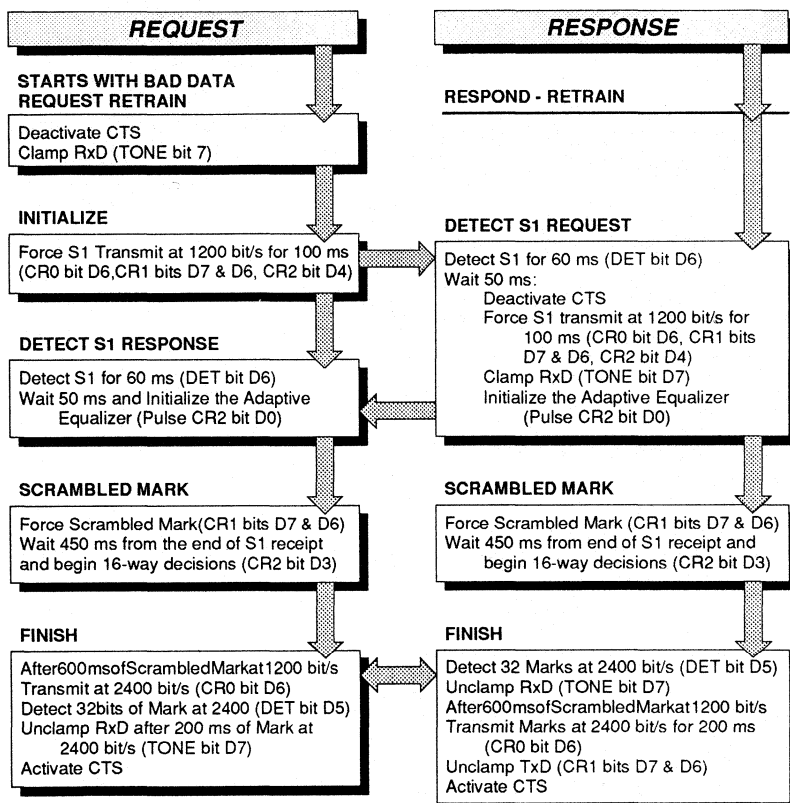 REQUEST
STARTS WITH BAD DATA
REQUEST RETRAIN
Deactivate CTS
Clamp RxD (TONE bit 7)
INITIALIZE
Force S1 Transmit at 1200 bit/s for 100 ms
(CR0 bit D6,CR1 bits D7 & D6, CR2 bit D4)
DETECT S1 RESPONSE
Detect S1 for 60 ms (DET bit D6)
Wait 50 ms and Initialize the Adaptive
Equalizer (Pulse CR2 bit D0)
SCRAMBLED MARK
Force Scrambled Mark(CR1 bits D7 & D6)
Wait 450 ms from the end of S1 receipt
and begin 16-way decisions (CR2 bit D3)
FINISH
After600msofScrambledMarkat1200 bit/s
Transmit at 2400 bit/s (CR0 bit D6)
Detect 32bits of Mark at 2400 (DET bit D5)
Unclamp RxD after 200 ms of Mark at
2400 bit/s (TONE bit D7)
Activate CTS
RESPONSE
RESPOND - RETRAIN
DETECT S1 REQUEST
Detect S1 for 60 ms (DET bit D6)
Wait 50 ms:
Deactivate CTS
Force S1 transmit at 1200 bit/s for
100 ms (CR0 bit D6, CR1 bits
D7 & D6, CR2 bit D4)
Clamp RxD (TONE bit D7)
Initialize the Adaptive Equalizer
(Pulse CR2 bit D0)
SCRAMBLED MARK
Force Scrambled Mark (CR1 bits D7 & D6)
Wait 450 ms from end of S1 receipt and
begin 16-way decisions (CR2 bit D3)
FINISH
Detect 32 Marks at 2400 bit/s (DET bit D5)
Unclamp RxD (TONE bit D7)
After600msofScrambledMarkat1200 bit/s
Transmit Marks at 2400 bit/s for 200 ms
(CR0 bit D6)
Unclamp TxD (CR1 bits D7 & D6)
Activate CTS